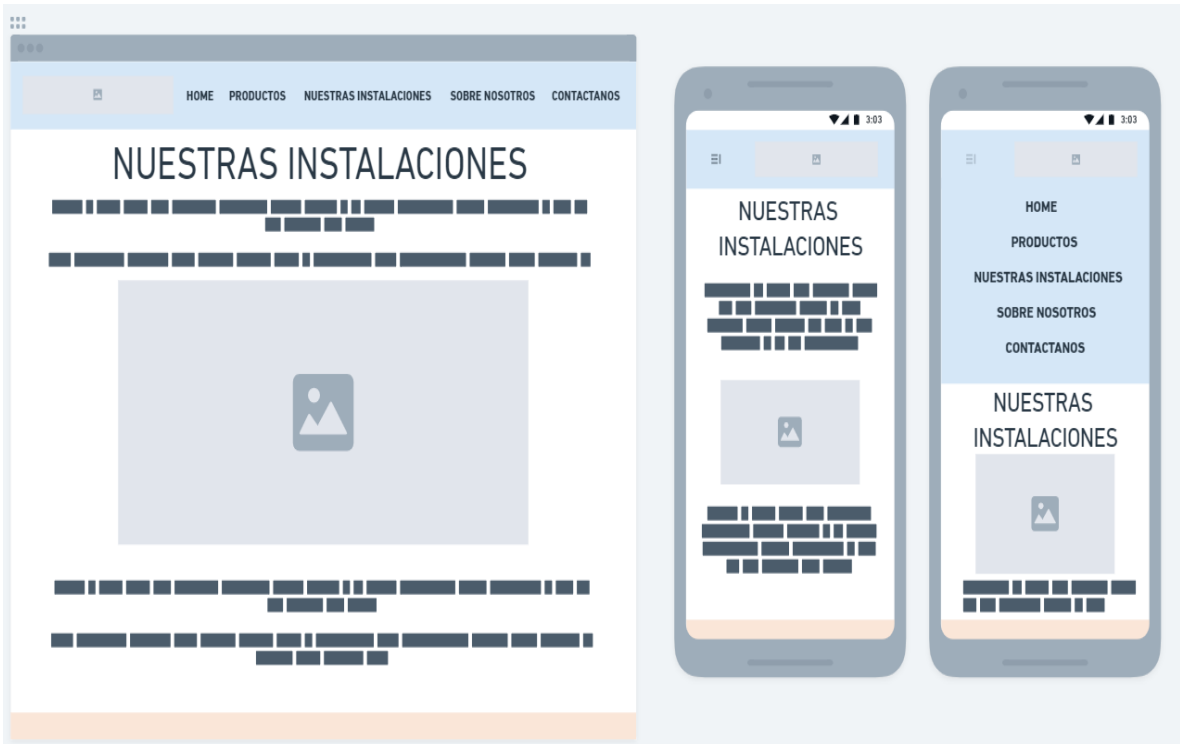 HOME PRODUCTOS NUESTRAS INSTALACIONES SOBRE NOSOTROS CONTACTANOS
NUESTRAS INSTALACIONES
3:03
NUESTRAS
INSTALACIONES
3:03
HOME
PRODUCTOS
NUESTRAS INSTALACIONES
SOBRE NOSOTROS
CONTACTANOS
NUESTRAS
INSTALACIONES